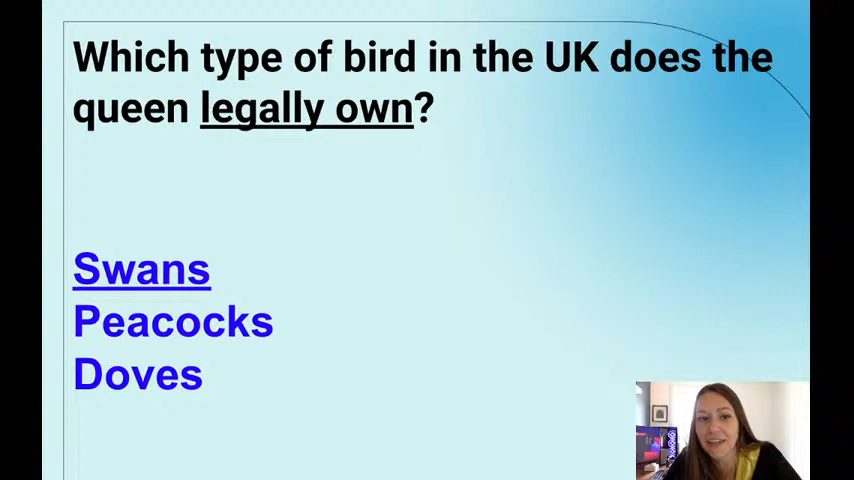 Which type of bird in the UK does the
queen legally own?
Swans
Peacocks
Doves